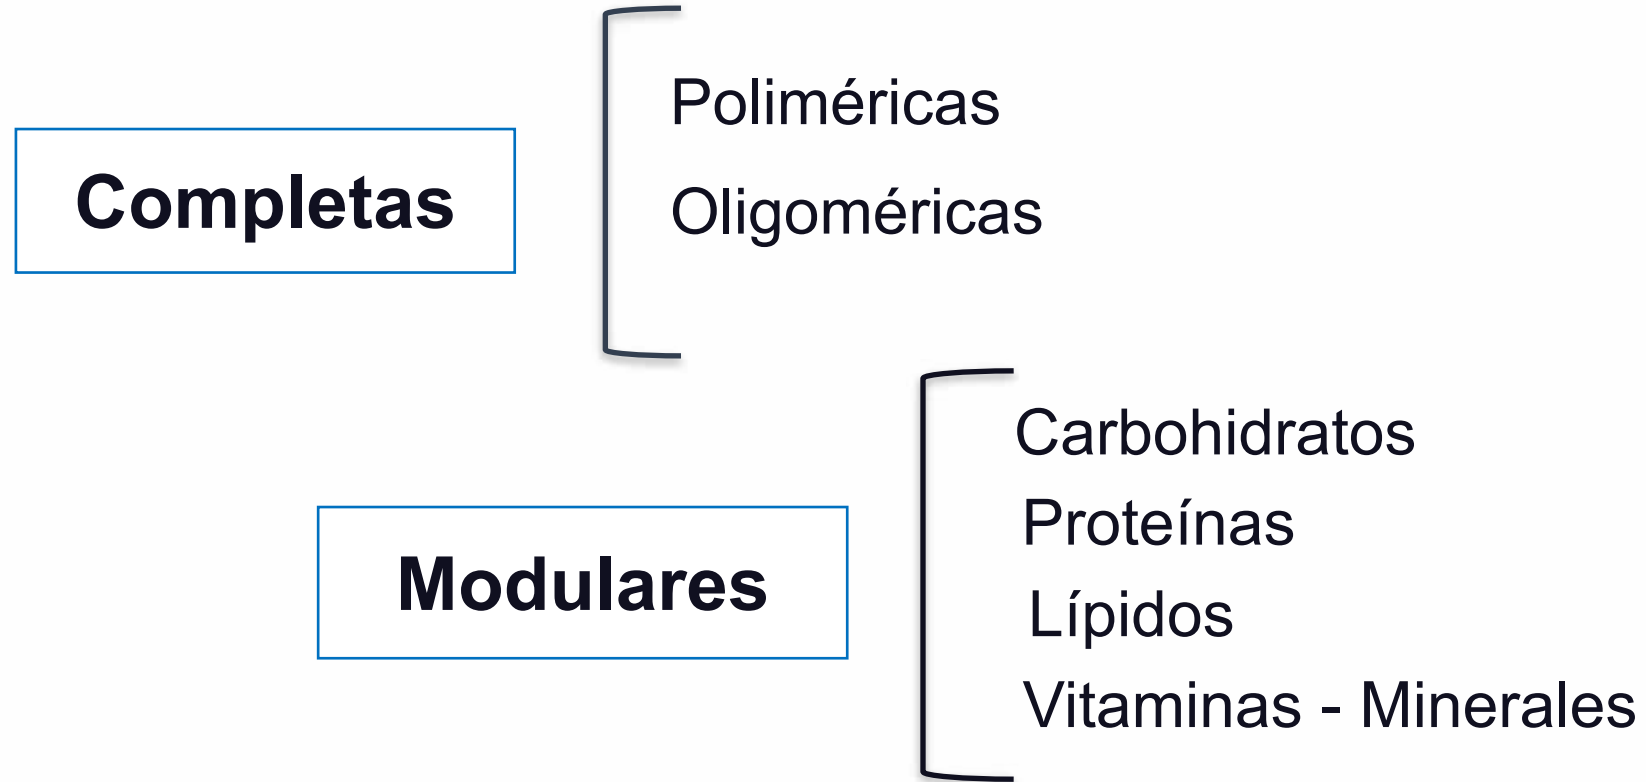 Completas
Poliméricas
Oligoméricas
Modulares
Carbohidratos
Proteínas
Lípidos
Vitaminas - Minerales